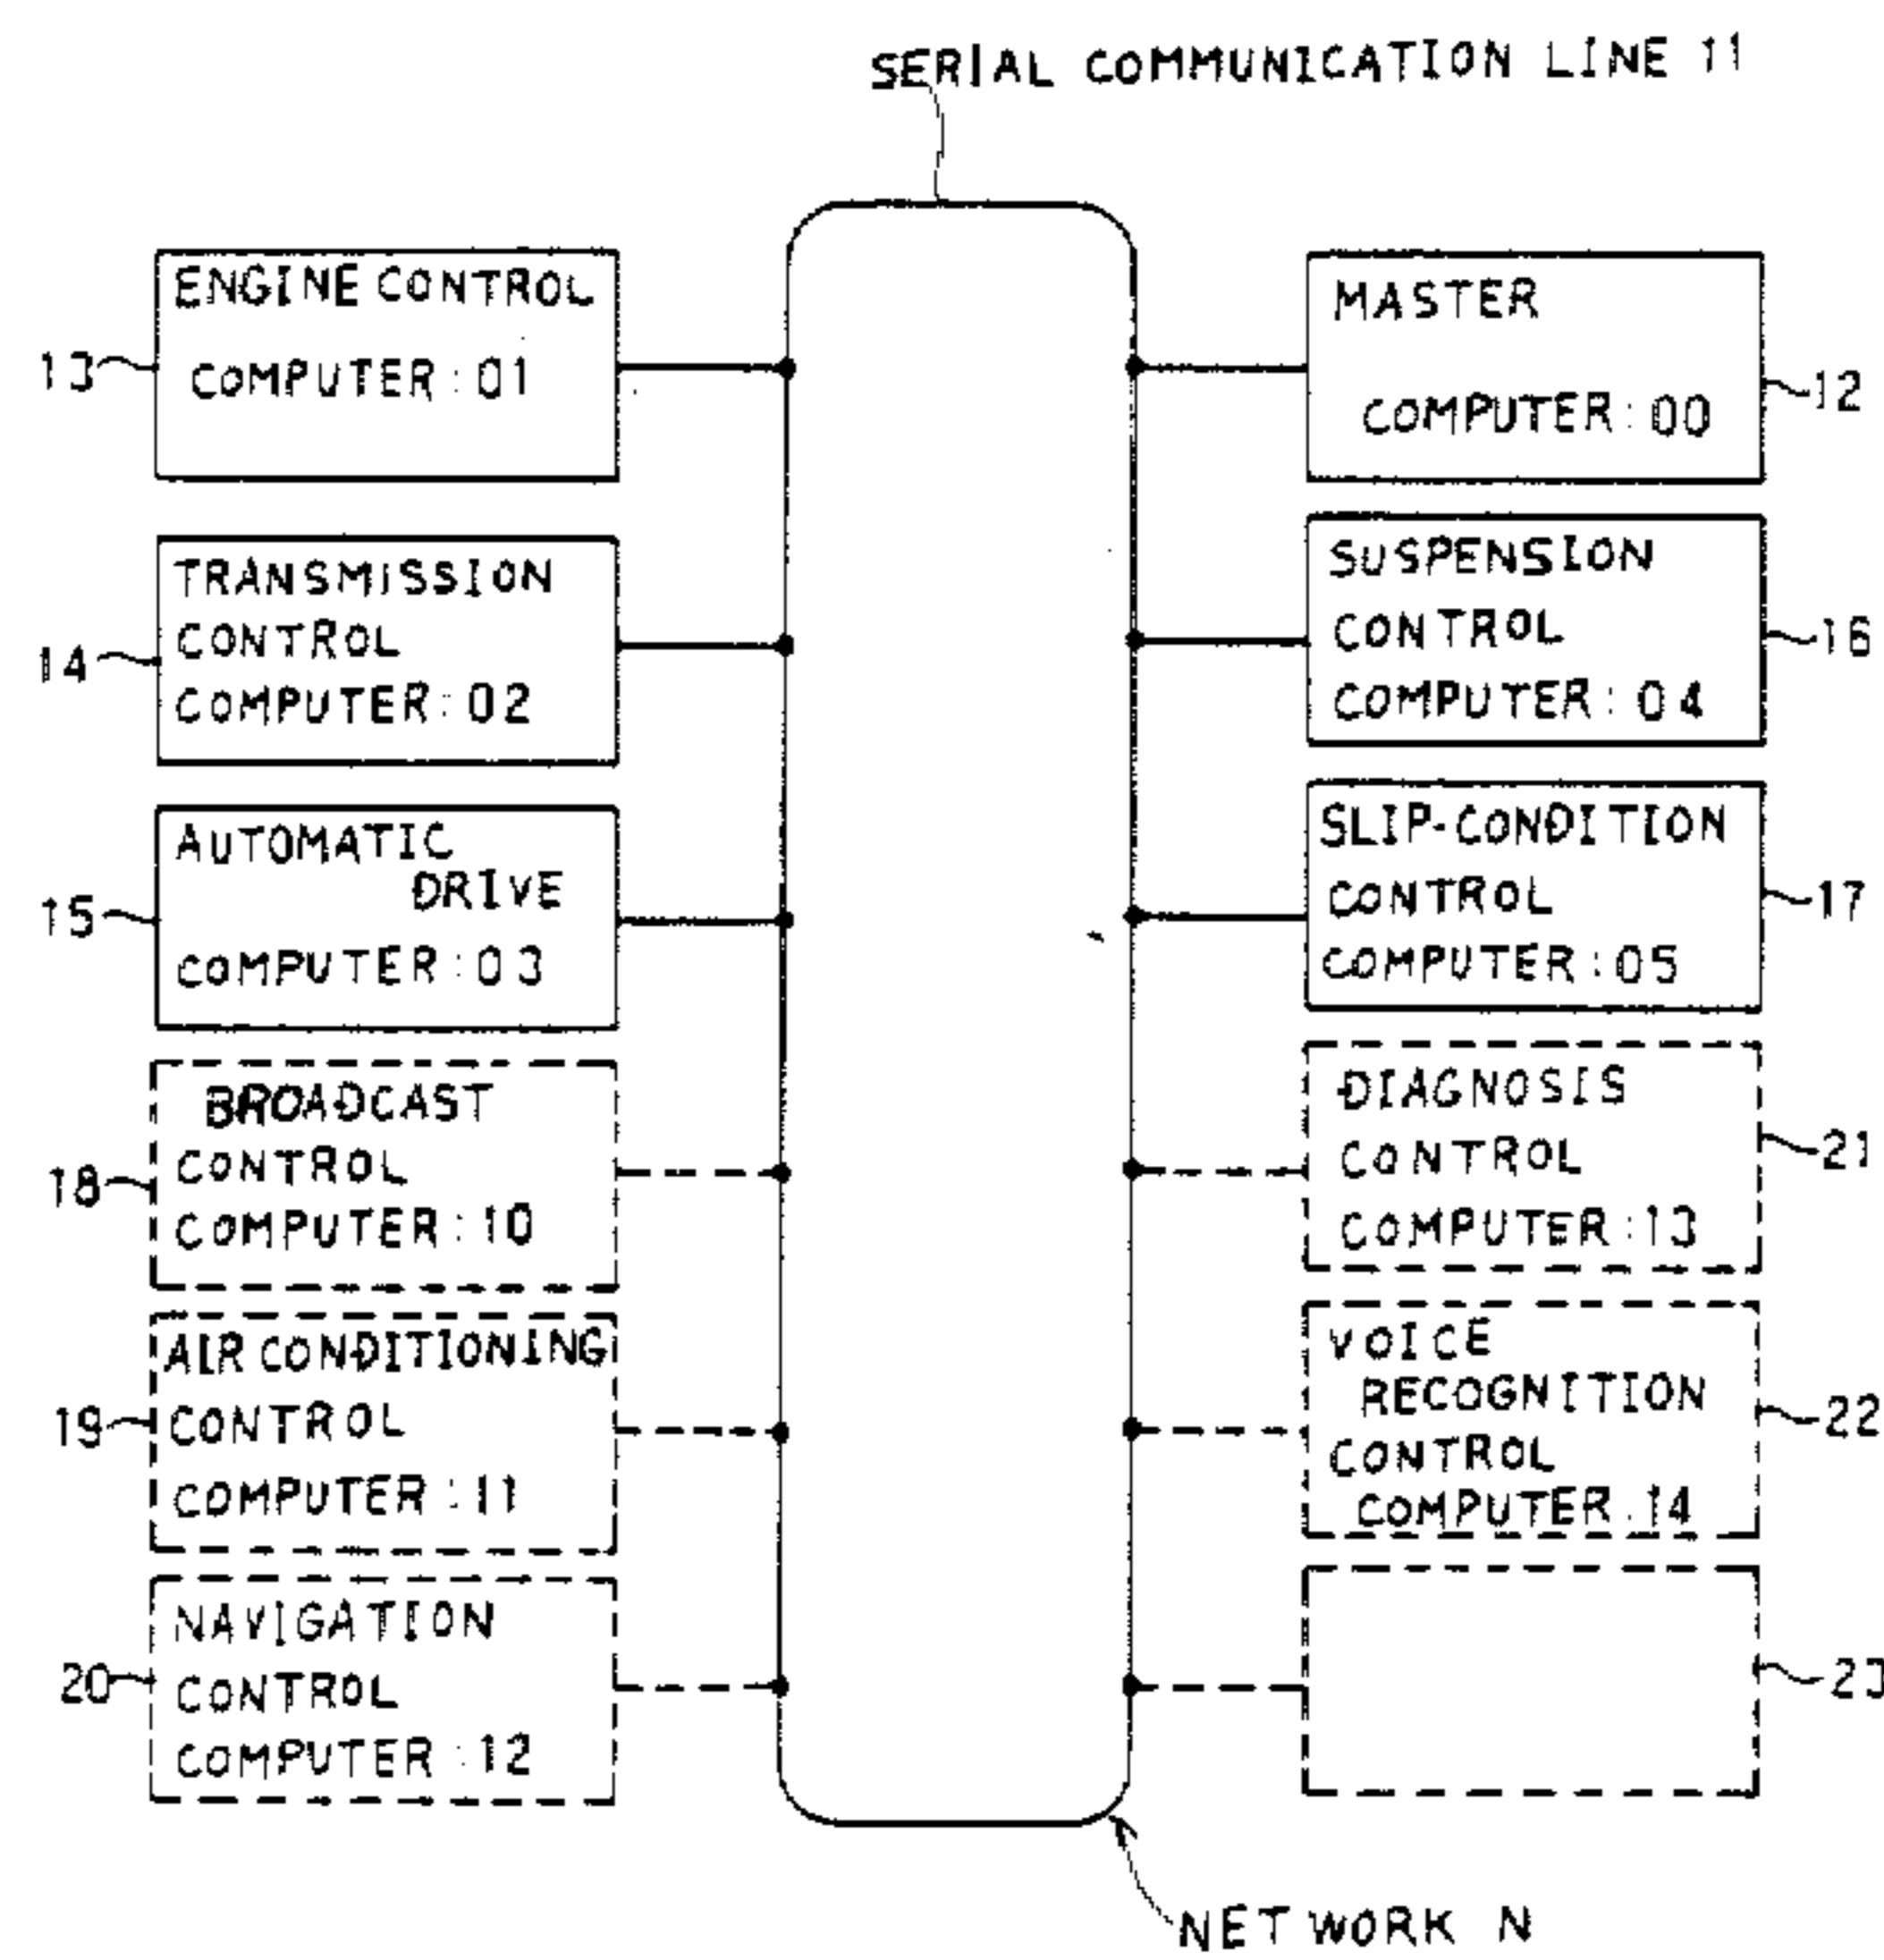 SERIAL COMMUNICATION LINE 11
ENGINE CONTROL
COMPUTER:01
13
MASTER
COMPUTER:00
12
TRANSMISSION
CONTROL
COMPUTER:02
14
SUSPENSION
CONTROL
COMPUTER:04
16
AUTOMATIC
DRIVE
COMPUTER:03
15
SLIP-CONDITION
CONTROL
COMPUTER:05
17
BROADCAST
CONTROL
COMPUTER:10
18
DIAGNOSIS
CONTROL
COMPUTER:13
21
AIR CONDITIONING
CONTROL
COMPUTER:11
19
VOICE
RECOGNITION
CONTROL
COMPUTER:14
22
NAVIGATION
CONTROL
COMPUTER:12
20
23
NETWORK N